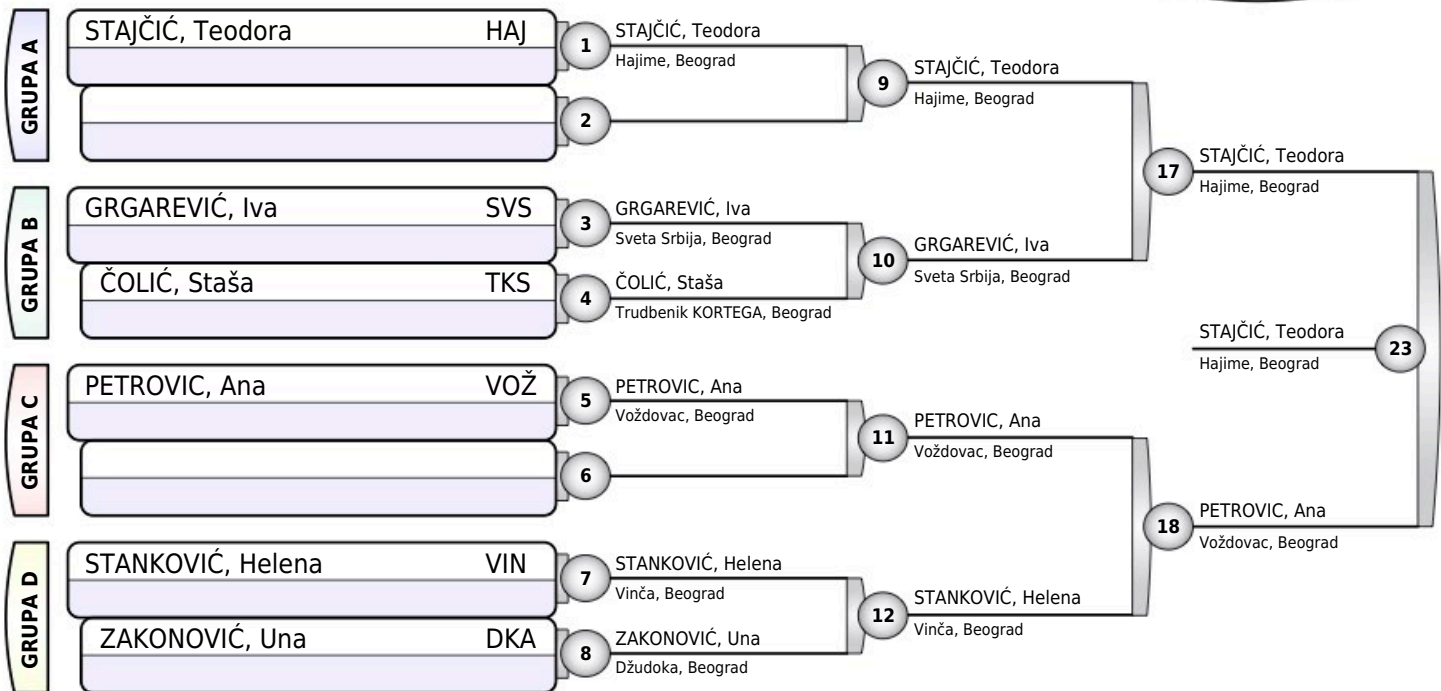 GRUPA A
STAJČIĆ, Teodora HAJ
1
STAJČIĆ, Teodora
Hajime, Beograd
2
9
STAJČIĆ, Teodora
Hajime, Beograd
GRUPA B
GRGAREVIĆ, Iva SVS
3
GRGAREVIĆ, Iva
Sveta Srbija, Beograd
ČOLIĆ, Staša TKS
4
ČOLIĆ, Staša
Trudbenik KORTEGA, Beograd
10
GRGAREVIĆ, Iva
Sveta Srbija, Beograd
17
STAJČIĆ, Teodora
Hajime, Beograd
GRUPA C
PETROVIC, Ana VOŽ
5
PETROVIC, Ana
Voždovac, Beograd
6
11
PETROVIC, Ana
Voždovac, Beograd
GRUPA D
STANKOVIĆ, Helena VIN
7
STANKOVIĆ, Helena
Vinča, Beograd
ZAKONOVIĆ, Una DKA
8
ZAKONOVIĆ, Una
Džudoka, Beograd
12
STANKOVIĆ, Helena
Vinča, Beograd
18
PETROVIC, Ana
Voždovac, Beograd
STAJČIĆ, Teodora
Hajime, Beograd
23